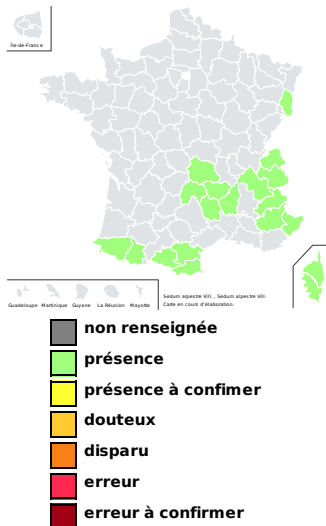 Île-de-France
Guadeloupe Martinique Guyane La Réunion Mayotte
Sedum alpestre Vill. , Sedum alpestre Vill.
Carte en cours d'élaboration.
non renseignée
présence
présence à confimer
douteux
disparu
erreur
erreur à confirmer